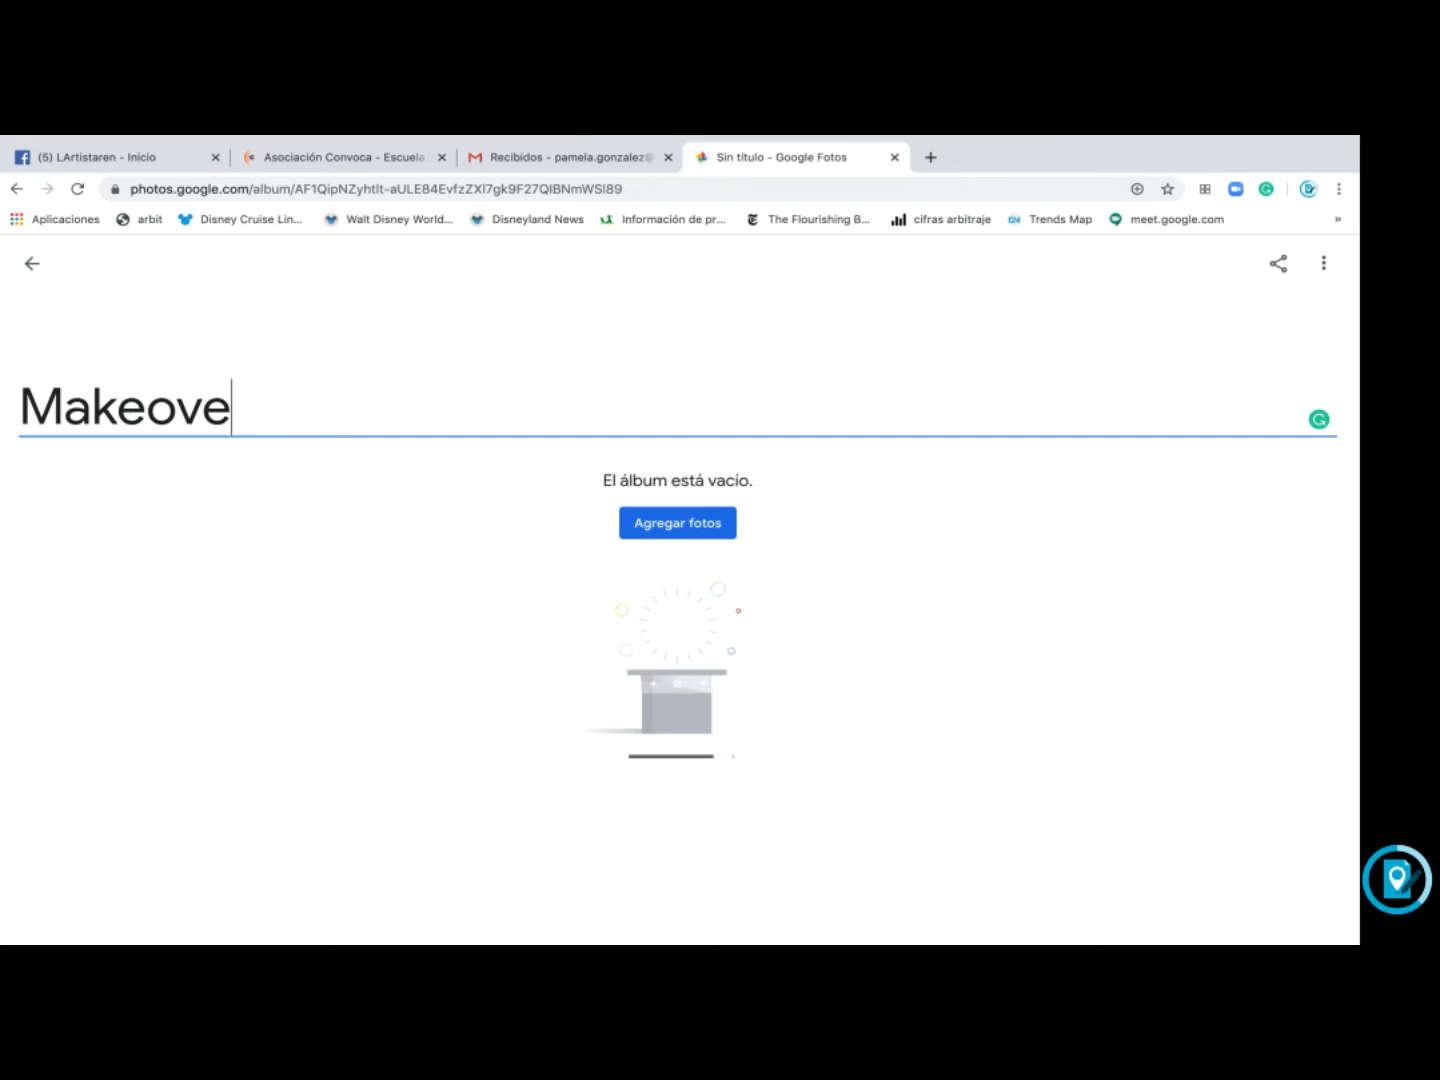 (5) LArtistaren - Inicio
Asociación Convoca - Escuela
Recibidos - pamela.gonzalez@
Sin título - Google Fotos
photos.google.com/album/
Aplicaciones
arbit
Disney Cruise Lin...
Walt Disney World...
Disneyland News
Información de pr...
The Flourishing B...
cifras arbitraje
Trends Map
meet.google.com
»
Makeove
El álbum está vacío.
Agregar fotos